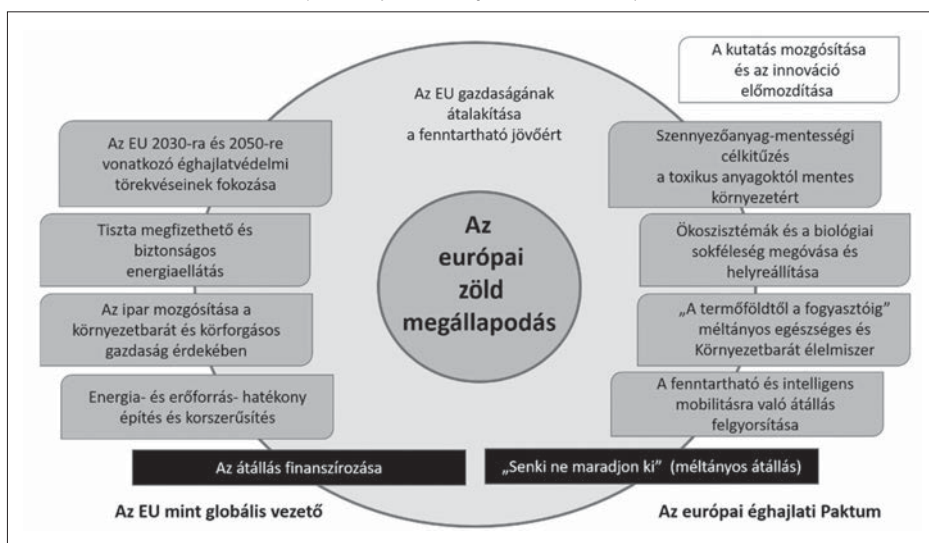 A kutatás mozgósítása
és az innováció
előmozdítása
Az EU gazdaságának
átalakítása
a fenntartható jövőért
Az EU 2030-ra és 2050-re
vonatkozó éghajlatvédelmi
törekvéseinek fokozása
Tiszta megfizethető és
biztonságos
energiaellátás
Az ipar mozgósítása a
környezetbarát és körforgásos
gazdaság érdekében
Energia- és erőforrás- hatékony
építés és korszerűsítés
Az
európai
zöld
megállapodás
Szennyezőanyag-mentességi
célkitűzés
a toxikus anyagoktól mentes
környezetért
Ökoszisztémák és a biológiai
sokféleség megóvása és
helyreállítása
„A termőföldtől a fogyasztóig”
méltányos egészséges és
Környezetbarát élelmiszer
A fenntartható és intelligens
mobilitásra való átállás
felgyorsítása
Az átállás finanszírozása
„Senki ne maradjon ki” (méltányos átállás)
Az EU mint globális vezető
Az európai éghajlati Paktum